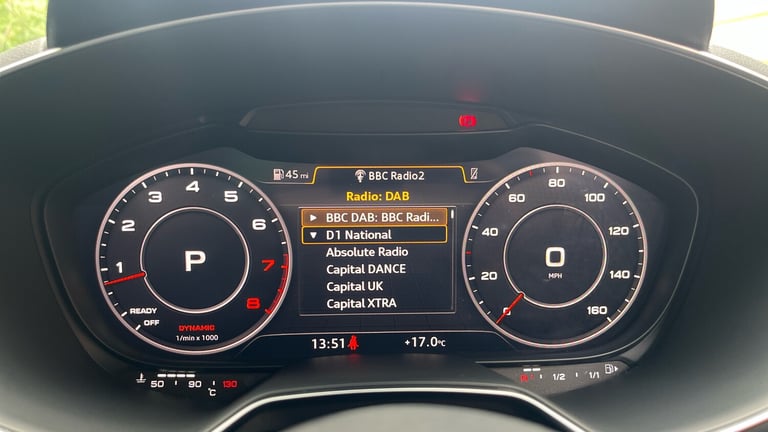 45 mi
BBC Radio2
Radio: DAB
BBC DAB: BBC Radi...
D1 National
Absolute Radio
Capital DANCE
Capital UK
Capital XTRA
1 2 3 4 5 6 7 8
P
READY
OFF
DYNAMIC
1/min x 1000
0 20 40 60 80 100 120 140 160
0
MPH
13:51
+17.0°C
50 90 130
°C
1/2 1/1